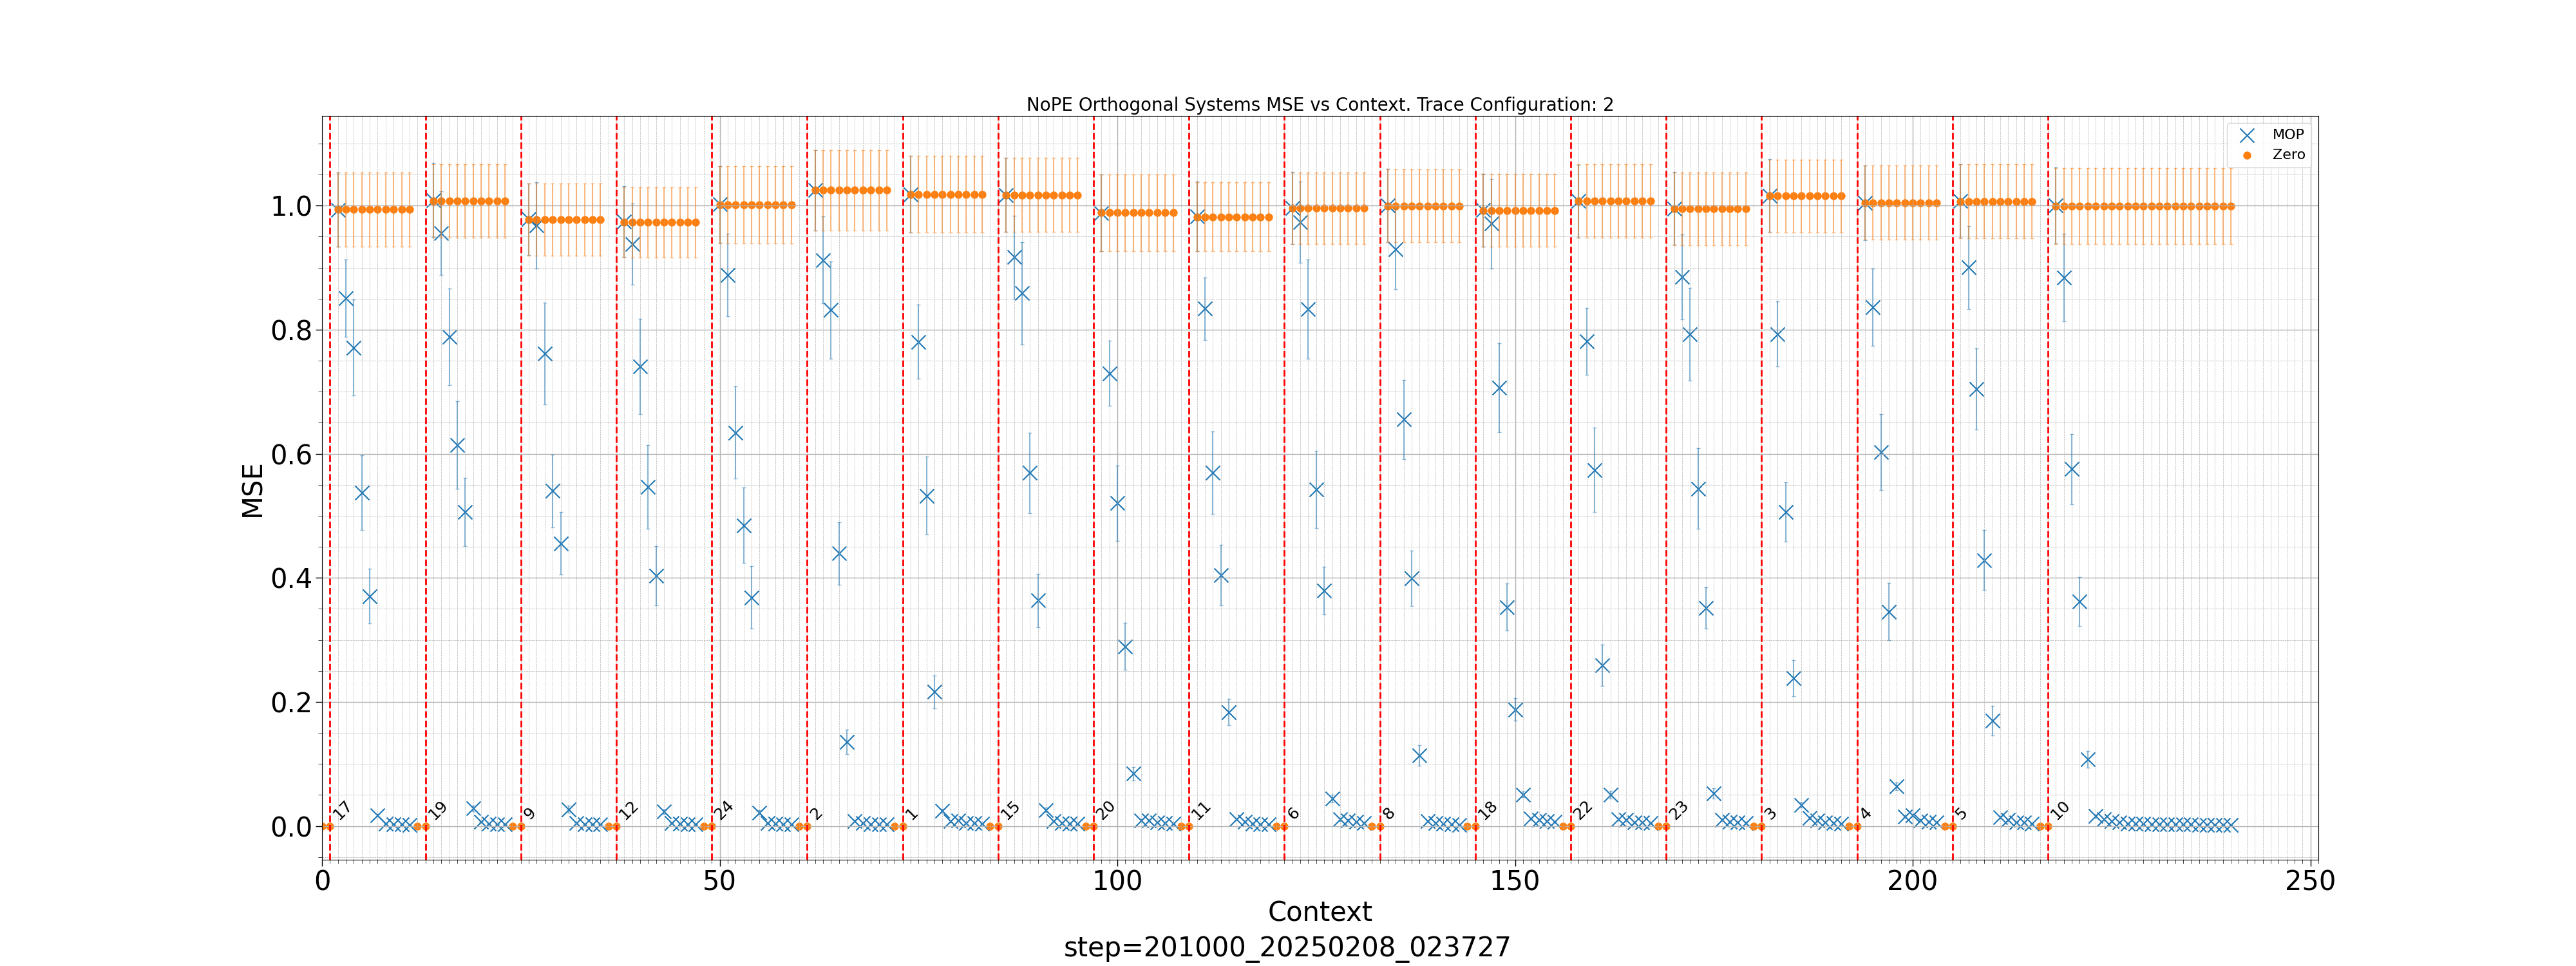 NoPE Orthogonal Systems MSE vs Context. Trace Configuration: 2
MOP
Zero
MSE
1.0
0.8
0.6
0.4
0.2
0.0
17 19 9 12 24 2 1 15 20 11 6 8 18 22 23 3 4 5 10
0 50 100 150 200 250
Context
step=201000_20250208_023727